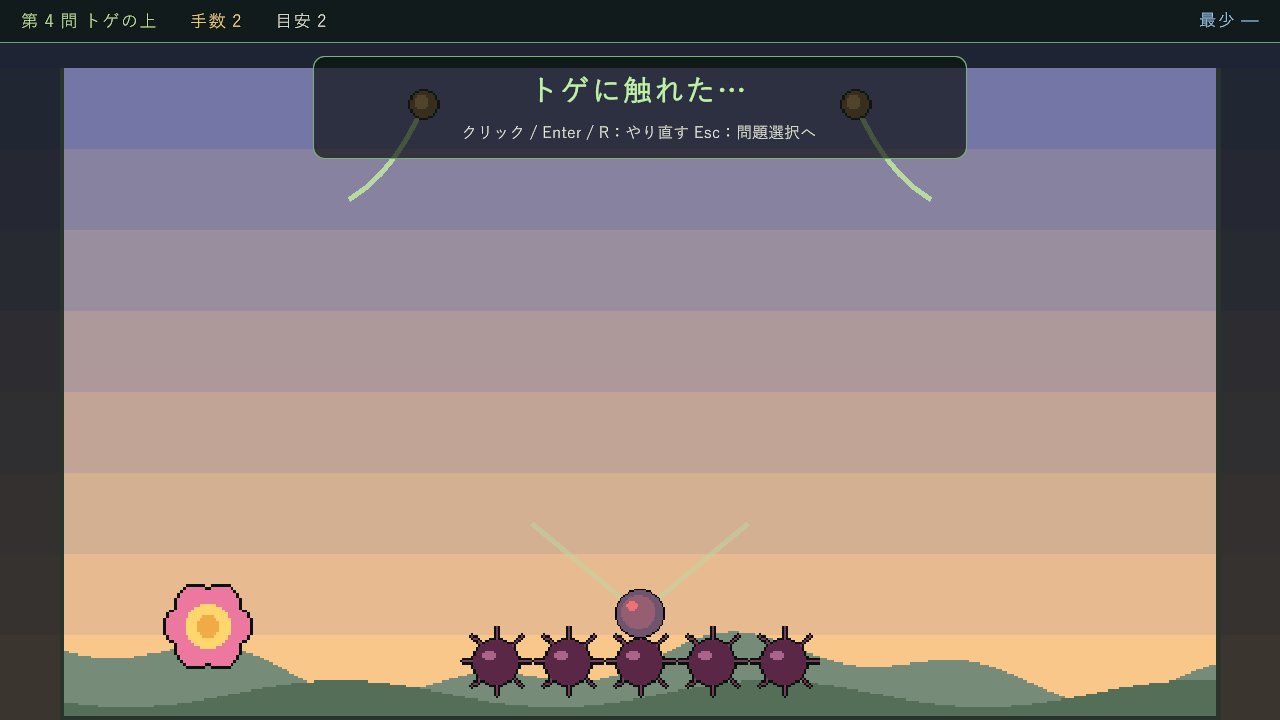 第 4 問 トゲの上 手数 2 目安 2 最少 —
トゲに触れた…
クリック / Enter / R：やり直す Esc：問題選択へ